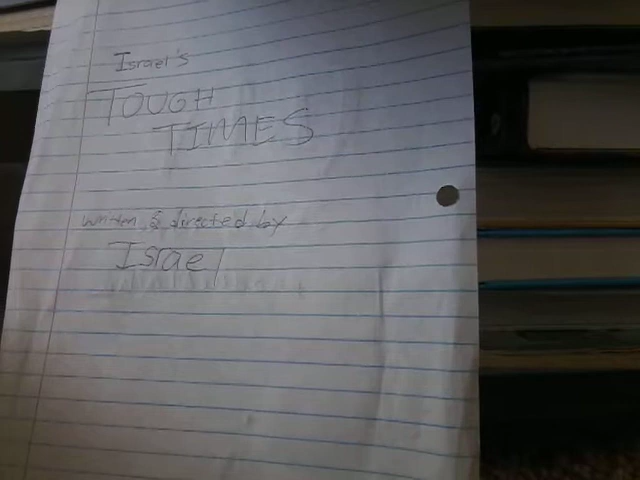 Israel's
TOUGH
TIMES
written & directed by
Israel